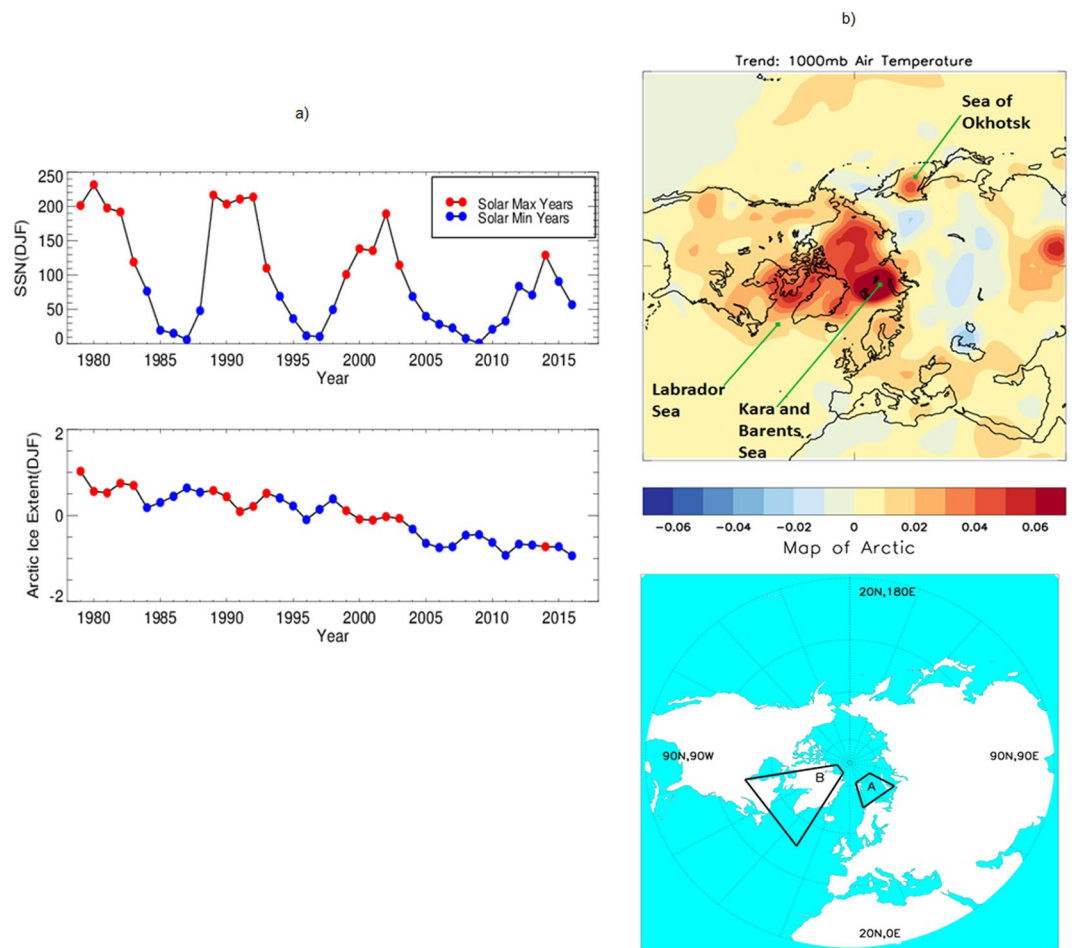 a)
250
200
150
100
50
0
SSN(DJF)
Solar Max Years
Solar Min Years
1980 1985 1990 1995 2000 2005 2010 2015
Year
2
0
-2
Arctic Ice Extent(DJF)
1980 1985 1990 1995 2000 2005 2010 2015
Year
b)
Trend: 1000mb Air Temperature
Sea of
Okhotsk
Labrador
Sea
Kara and
Barents
Sea
-0.06 -0.04 -0.02 0 0.02 0.04 0.06
Map of Arctic
20N,180E
90N,90W
90N,90E
B
A
20N,0E